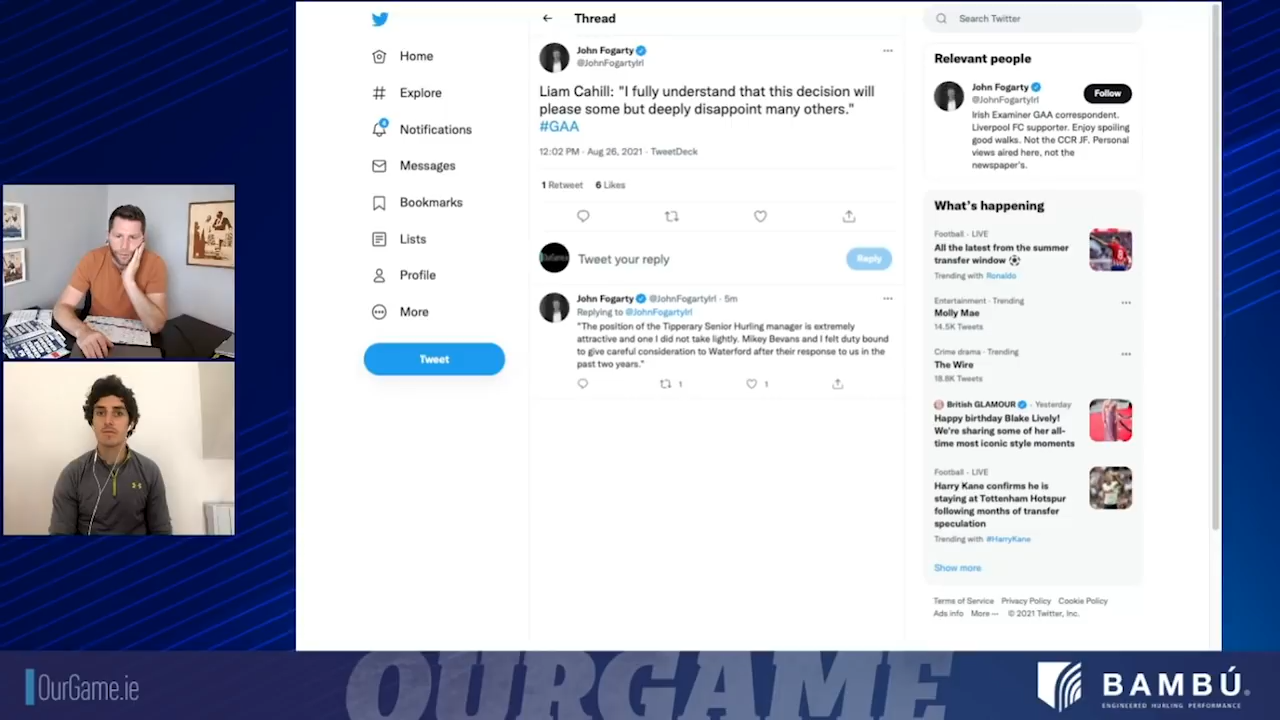 Home
Explore
4
Notifications
Messages
Bookmarks
Lists
Profile
More
Tweet
Thread
John Fogarty
@JohnFogartyIrl
Liam Cahill: "I fully understand that this decision will
please some but deeply disappoint many others."
#GAA
12:02 PM · Aug 26, 2021 · TweetDeck
1 Retweet 6 Likes
Tweet your reply
Reply
John Fogarty @JohnFogartyIrl · 5m
Replying to @JohnFogartyIrl
"The position of the Tipperary Senior Hurling manager is extremely
attractive and one I did not take lightly. Mikey Bevans and I felt duty bound
to give careful consideration to Waterford after their response to us in the
past two years."
1 1
Search Twitter
Relevant people
John Fogarty
@JohnFogartyIrl
Follow
Irish Examiner GAA correspondent.
Liverpool FC supporter. Enjoy spoiling
good walks. Not the CCR JF. Personal
views aired here, not the
newspaper's.
What's happening
Football · LIVE
All the latest from the summer
transfer window
Trending with Ronaldo
Entertainment · Trending
Molly Mae
14.5K Tweets
Crime drama · Trending
The Wire
18.8K Tweets
British GLAMOUR · Yesterday
Happy birthday Blake Lively!
We're sharing some of her all-
time most iconic style moments
Football · LIVE
Harry Kane confirms he is
staying at Tottenham Hotspur
following months of transfer
speculation
Trending with #HarryKane
Show more
Terms of Service Privacy Policy Cookie Policy
Ads info More ··· © 2021 Twitter, Inc.
OurGame.ie
OURGAME
BAMBÚ
ENGINEERED HURLING PERFORMANCE